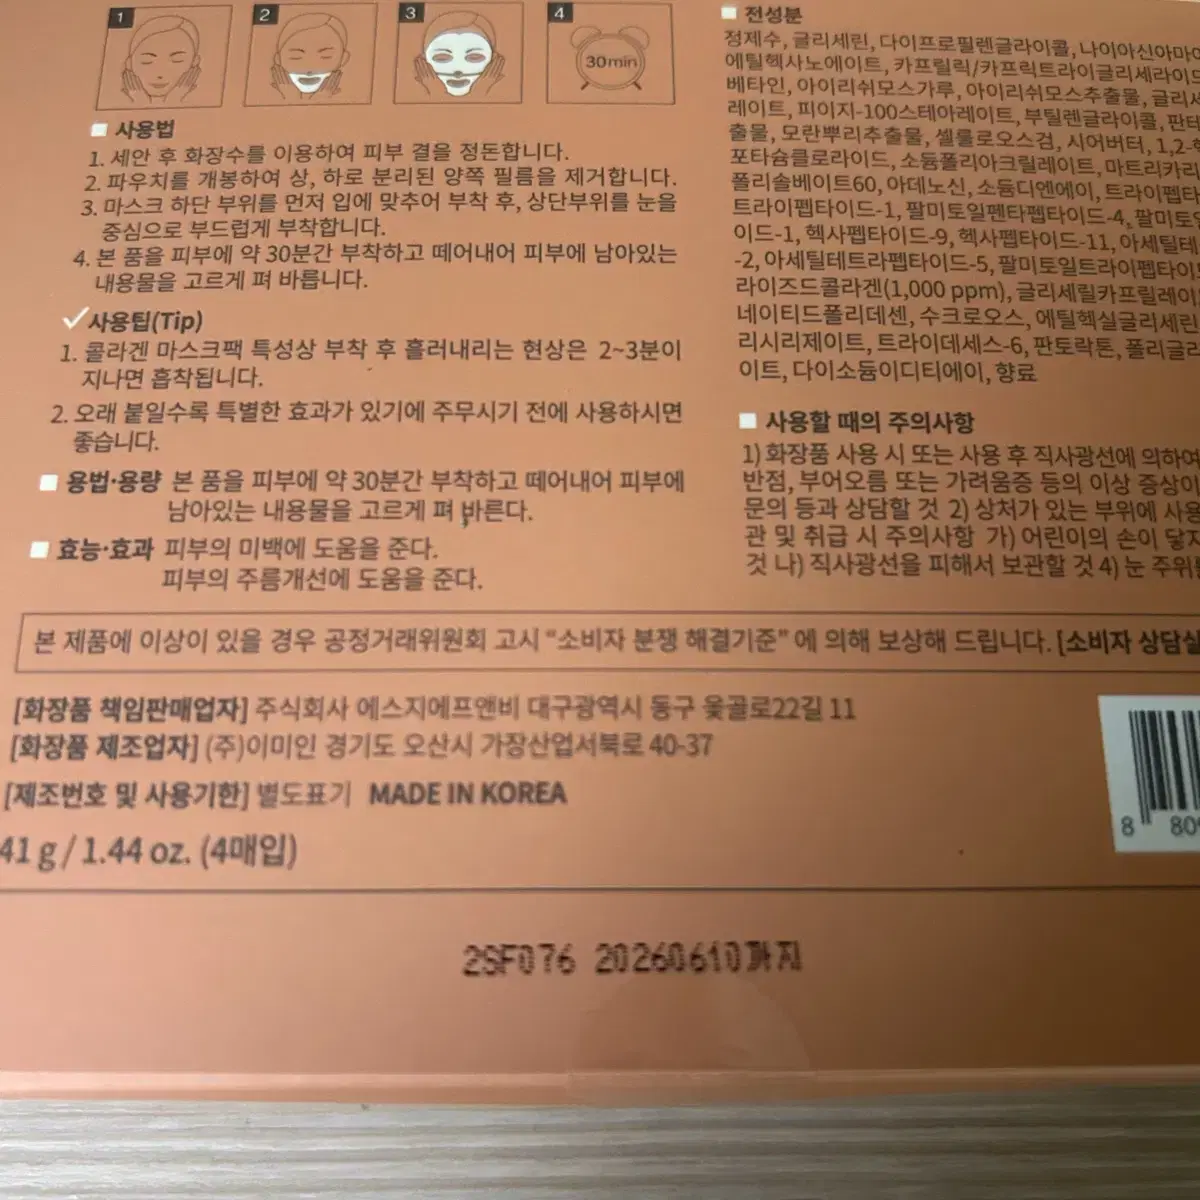 1
2
3
4
30min
사용법
1. 세안 후 화장수를 이용하여 피부 결을 정돈합니다.
2. 파우치를 개봉하여 상, 하로 분리된 양쪽 필름을 제거합니다.
3. 마스크 하단 부위를 먼저 입에 맞추어 부착 후, 상단부위를 눈을
중심으로 부드럽게 부착합니다.
4. 본 품을 피부에 약 30분간 부착하고 떼어내어 피부에 남아있는
내용물을 고르게 펴 바릅니다.
사용팁(Tip)
1. 콜라겐 마스크팩 특성상 부착 후 흘러내리는 현상은 2~3분이
지나면 흡착됩니다.
2. 오래 붙일수록 특별한 효과가 있기에 주무시기 전에 사용하시면
좋습니다.
용법·용량 본 품을 피부에 약 30분간 부착하고 떼어내어 피부에
남아있는 내용물을 고르게 펴 바른다.
효능·효과 피부의 미백에 도움을 준다.
피부의 주름개선에 도움을 준다.
전성분
정제수, 글리세린, 다이프로필렌글라이콜, 나이아신아마
에틸헥사노에이트, 카프릴릭/카프릭트라이글리세라이드
베타인, 아이리쉬모스가루, 아이리쉬모스추출물, 글리세
레이트, 피이지-100스테아레이트, 부틸렌글라이콜, 판테
출물, 모란뿌리추출물, 셀룰로오스검, 시어버터, 1,2-
포타슘클로라이드, 소듐폴리아크릴레이트, 마트리카리
폴리솔베이트60, 아데노신, 소듐디엔에이, 트라이펩타
트라이펩타이드-1, 팔미토일펜타펩타이드-4, 팔미토일
이드-1, 헥사펩타이드-9, 헥사펩타이드-11, 아세틸테
-2, 아세틸테트라펩타이드-5, 팔미토일트라이펩타이
라이즈드콜라겐(1,000 ppm), 글리세릴카프릴레이
네이티드폴리데센, 수크로오스, 에틸헥실글리세린
리시리제이트, 트라이데세스-6, 판토락톤, 폴리글리
이트, 다이소듐이디티에이, 향료
사용할 때의 주의사항
1) 화장품 사용 시 또는 사용 후 직사광선에 의하여
반점, 부어오름 또는 가려움증 등의 이상 증상이
문의 등과 상담할 것 2) 상처가 있는 부위에 사용
관 및 취급 시 주의사항 가) 어린이의 손이 닿지
것 나) 직사광선을 피해서 보관할 것 4) 눈 주위를
본 제품에 이상이 있을 경우 공정거래위원회 고시 "소비자 분쟁 해결기준" 에 의해 보상해 드립니다. [소비자 상담실
[화장품 책임판매업자] 주식회사 에스지에프앤비 대구광역시 동구 옻골로22길 11
[화장품 제조업자] (주)이미인 경기도 오산시 가장산업서북로 40-37
[제조번호 및 사용기한] 별도표기 MADE IN KOREA
41 g / 1.44 oz. (4매입)
8 809
2SF076 20260610까지